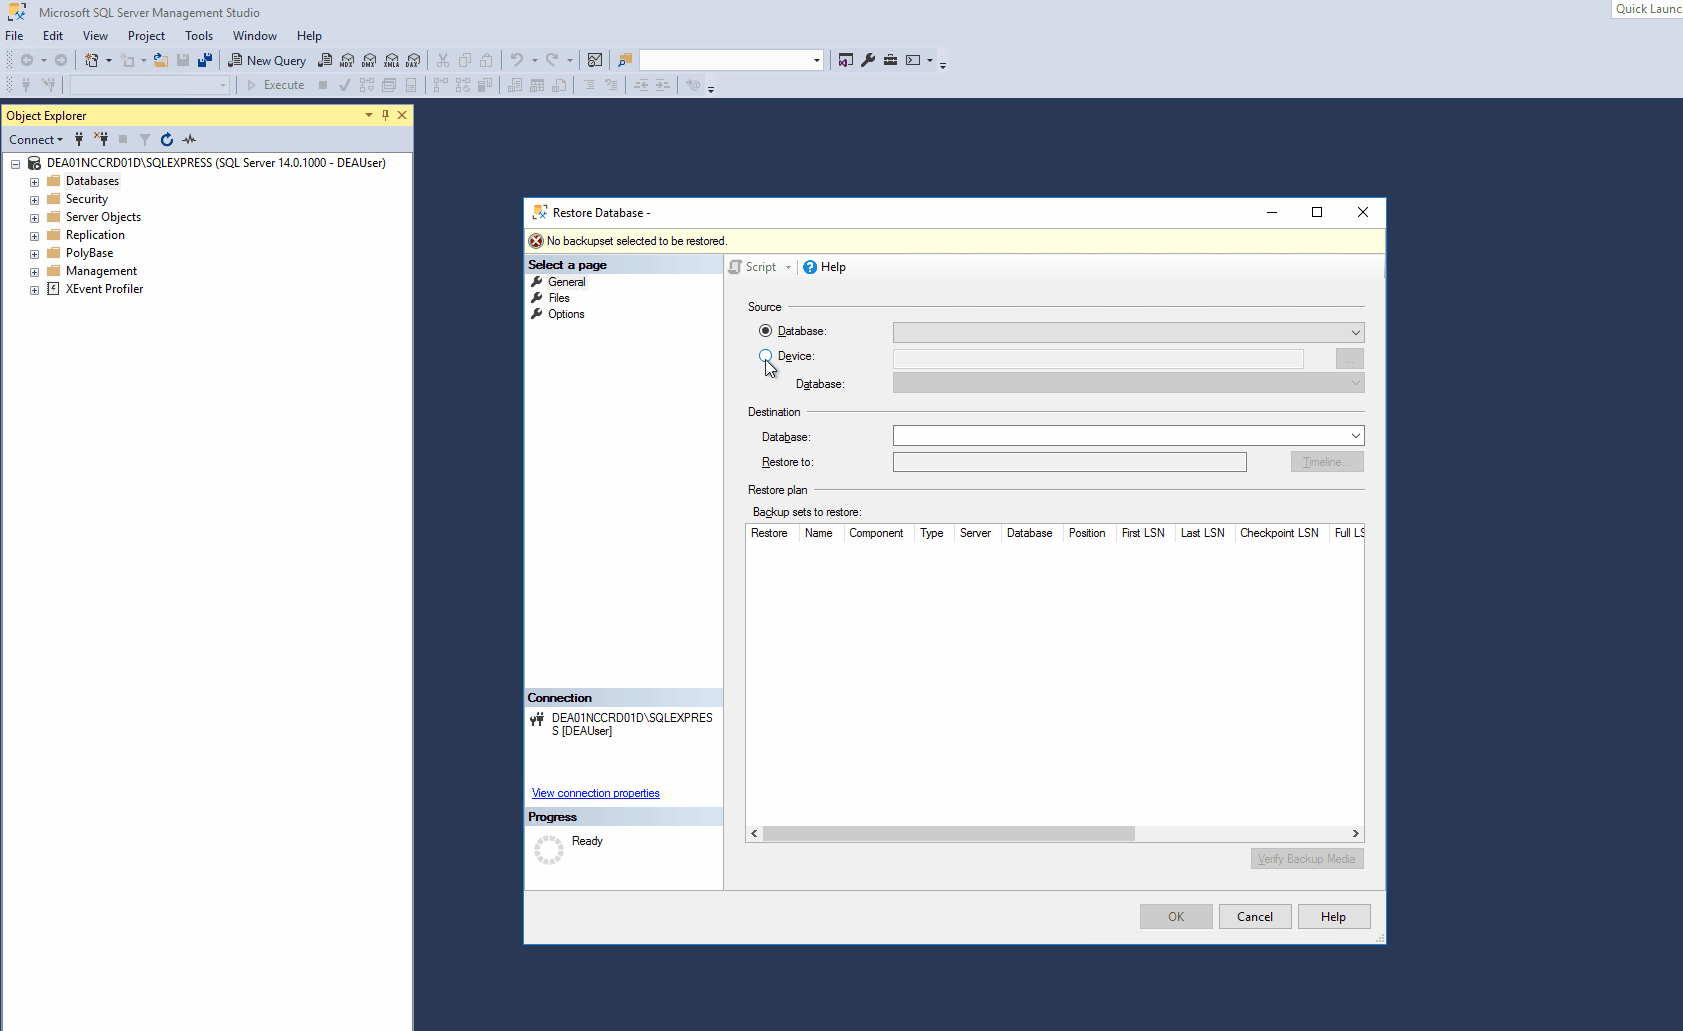 Microsoft SQL Server Management Studio
Quick Launc
File Edit View Project Tools Window Help
New Query MDX DMX XMLA DAX
Execute
Object Explorer
Connect
DEA01NCCRD01D\SQLEXPRESS (SQL Server 14.0.1000 - DEAUser)
Databases
Security
Server Objects
Replication
PolyBase
Management
XEvent Profiler
Restore Database -
No backupset selected to be restored.
Select a page
General
Files
Options
Script Help
Source
Database:
Device:
...
Database:
Destination
Database:
Restore to:
Timeline...
Restore plan
Backup sets to restore:
Restore Name Component Type Server Database Position First LSN Last LSN Checkpoint LSN Full LS
Connection
DEA01NCCRD01D\SQLEXPRES
S [DEAUser]
View connection properties
Progress
Ready
Verify Backup Media
OK Cancel Help